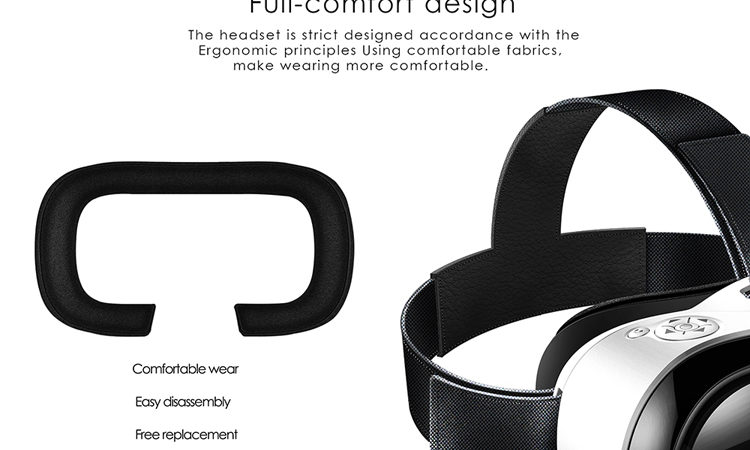 Full-comfort design
The headset is strict designed accordance with the
Ergonomic principles Using comfortable fabrics,
make wearing more comfortable.
Comfortable wear
Easy disassembly
Free replacement